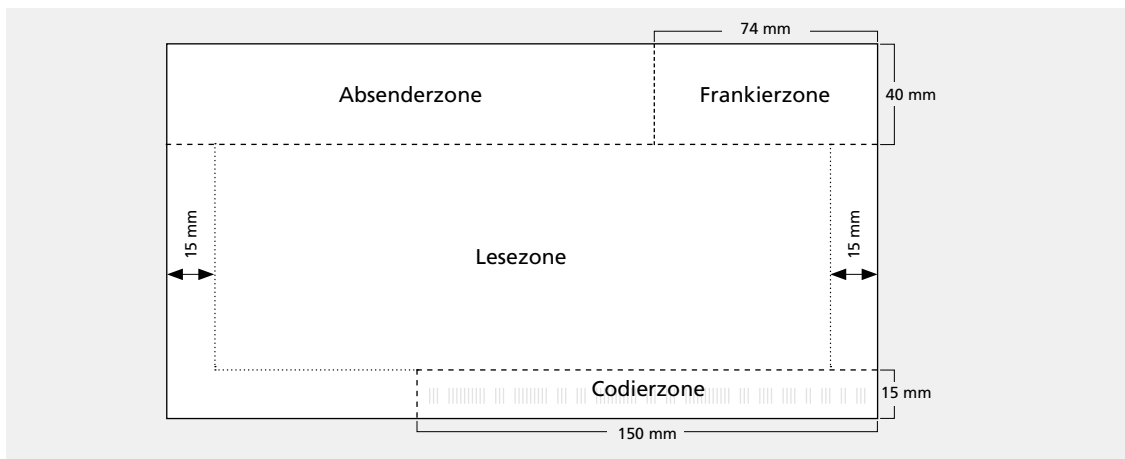 74 mm
Absenderzone
Frankierzone
40 mm
15 mm
15 mm
Lesezone
Codierzone
15 mm
150 mm